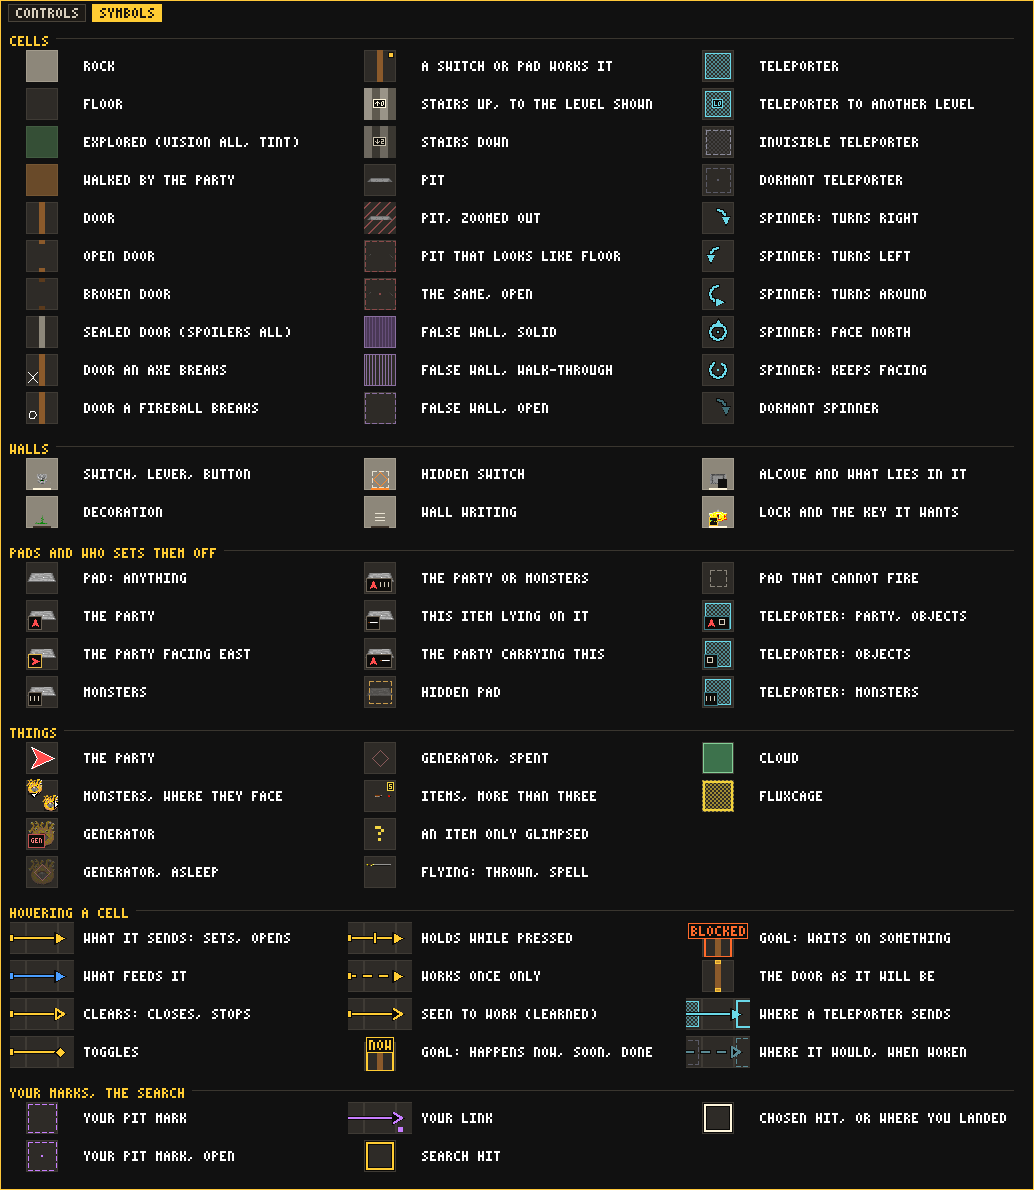 CONTROLS SYMBOLS
CELLS
ROCK
A SWITCH OR PAD WORKS IT
TELEPORTER
FLOOR
STAIRS UP, TO THE LEVEL SHOWN
TELEPORTER TO ANOTHER LEVEL
EXPLORED (VISION ALL, TINT)
STAIRS DOWN
INVISIBLE TELEPORTER
WALKED BY THE PARTY
PIT
DORMANT TELEPORTER
DOOR
PIT, ZOOMED OUT
SPINNER: TURNS RIGHT
OPEN DOOR
PIT THAT LOOKS LIKE FLOOR
SPINNER: TURNS LEFT
BROKEN DOOR
THE SAME, OPEN
SPINNER: TURNS AROUND
SEALED DOOR (SPOILERS ALL)
FALSE WALL, SOLID
SPINNER: FACE NORTH
DOOR AN AXE BREAKS
FALSE WALL, WALK-THROUGH
SPINNER: KEEPS FACING
DOOR A FIREBALL BREAKS
FALSE WALL, OPEN
DORMANT SPINNER
WALLS
SWITCH, LEVER, BUTTON
HIDDEN SWITCH
ALCOVE AND WHAT LIES IN IT
DECORATION
WALL WRITING
LOCK AND THE KEY IT WANTS
PADS AND WHO SETS THEM OFF
PAD: ANYTHING
THE PARTY OR MONSTERS
PAD THAT CANNOT FIRE
THE PARTY
THIS ITEM LYING ON IT
TELEPORTER: PARTY, OBJECTS
THE PARTY FACING EAST
THE PARTY CARRYING THIS
TELEPORTER: OBJECTS
MONSTERS
HIDDEN PAD
TELEPORTER: MONSTERS
THINGS
THE PARTY
GENERATOR, SPENT
CLOUD
MONSTERS, WHERE THEY FACE
5
ITEMS, MORE THAN THREE
FLUXCAGE
GEN
GENERATOR
?
AN ITEM ONLY GLIMPSED
GENERATOR, ASLEEP
FLYING: THROWN, SPELL
HOVERING A CELL
WHAT IT SENDS: SETS, OPENS
HOLDS WHILE PRESSED
BLOCKED
GOAL: WAITS ON SOMETHING
WHAT FEEDS IT
WORKS ONCE ONLY
THE DOOR AS IT WILL BE
CLEARS: CLOSES, STOPS
SEEN TO WORK (LEARNED)
WHERE A TELEPORTER SENDS
TOGGLES
NOW
GOAL: HAPPENS NOW, SOON, DONE
WHERE IT WOULD, WHEN WOKEN
YOUR MARKS, THE SEARCH
YOUR PIT MARK
YOUR LINK
CHOSEN HIT, OR WHERE YOU LANDED
YOUR PIT MARK, OPEN
SEARCH HIT